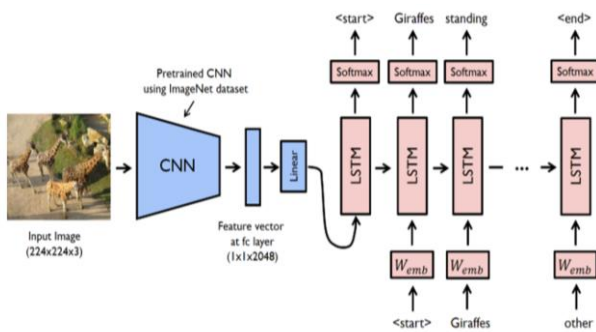 <start> Giraffes standing <end>
Softmax Softmax Softmax Softmax
Pretrained CNN
using ImageNet dataset
CNN
Linear
LSTM LSTM LSTM ... LSTM
Input Image
(224x224x3)
Feature vector
at fc layer
(1x1x2048)
W_emb W_emb W_emb
<start> Giraffes other